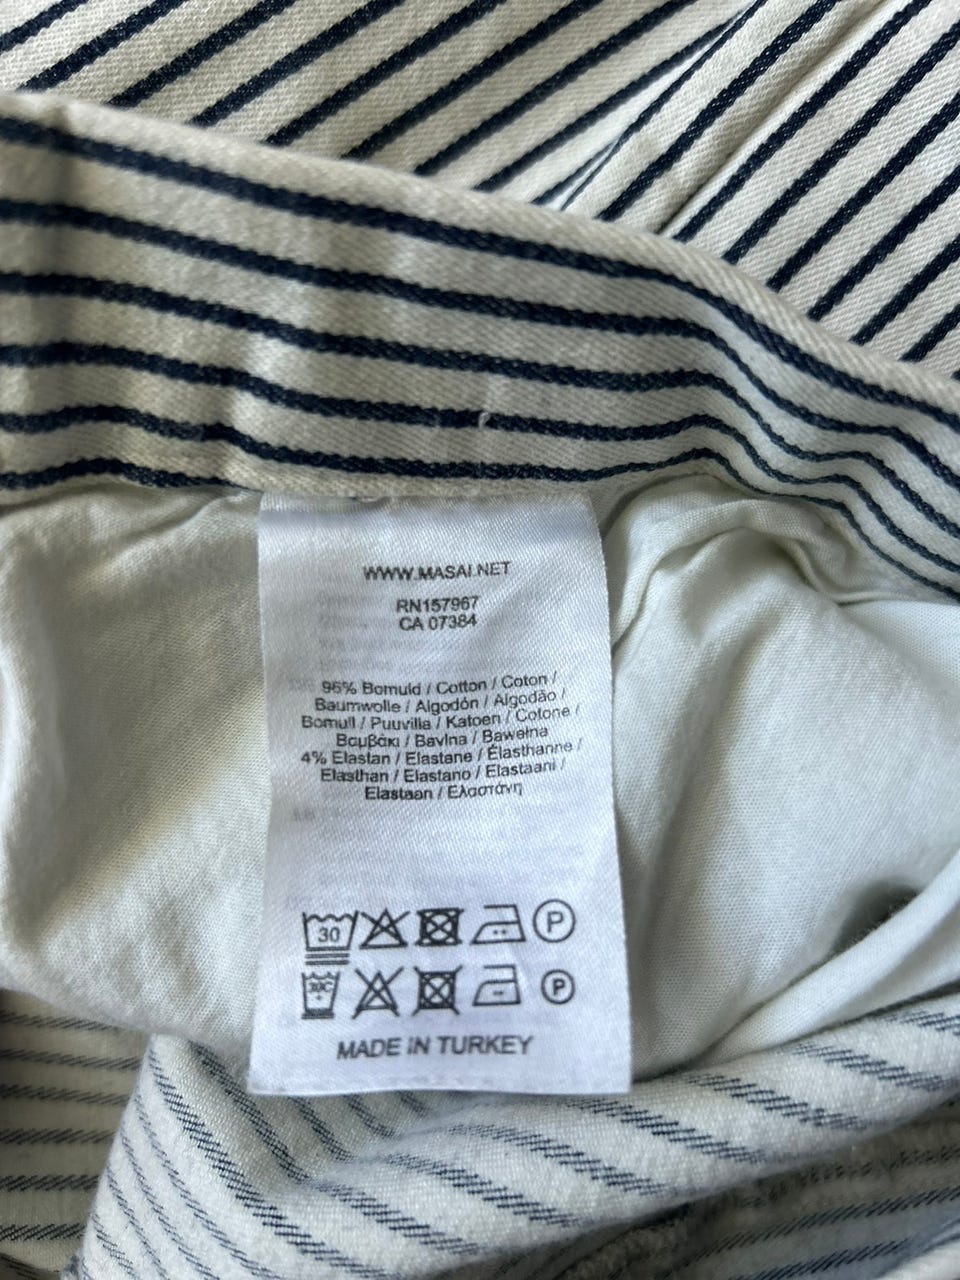 WWW.MASAI.NET
RN157967
CA 07384
96% Bomuld / Cotton / Coton /
Baumwolle / Algodón / Algodão /
Bomull / Puuvilla / Katoen / Cotone /
Βαμβάκι / Bavlna / Bawełna
4% Elastan / Elastane / Élasthanne /
Elasthan / Elastano / Elastaani /
Elastaan / Ελαστάνη
30 P
30C P
MADE IN TURKEY